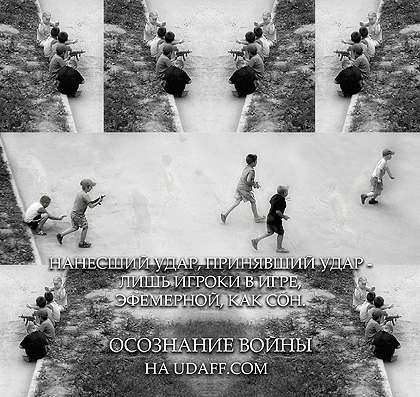 НАНЕСШИЙ УДАР, ПРИНЯВШИЙ УДАР -
ЛИШЬ ИГРОКИ В ИГРЕ,
ЭФЕМЕРНОЙ, КАК СОН.
ОСОЗНАНИЕ ВОЙНЫ
НА UDAFF.COM